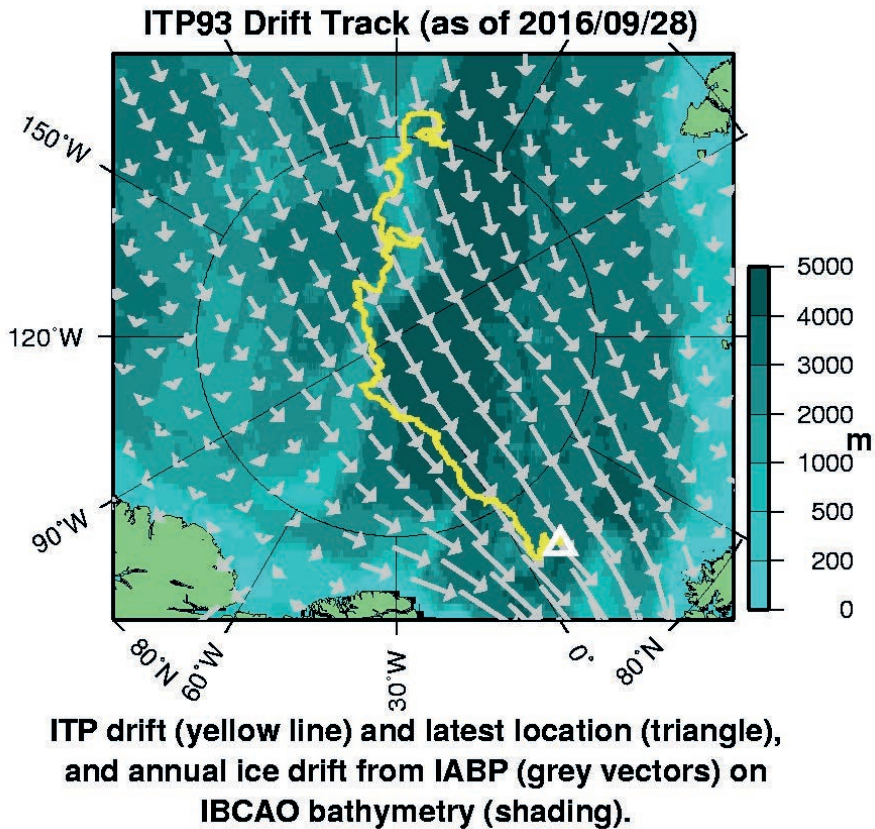 ITP93 Drift Track (as of 2016/09/28)
150°W
120°W
90°W
80°N
60°W
30°W
0°
80°N
5000
4000
3000
2000
1000
500
200
0
m
ITP drift (yellow line) and latest location (triangle),
and annual ice drift from IABP (grey vectors) on
IBCAO bathymetry (shading).